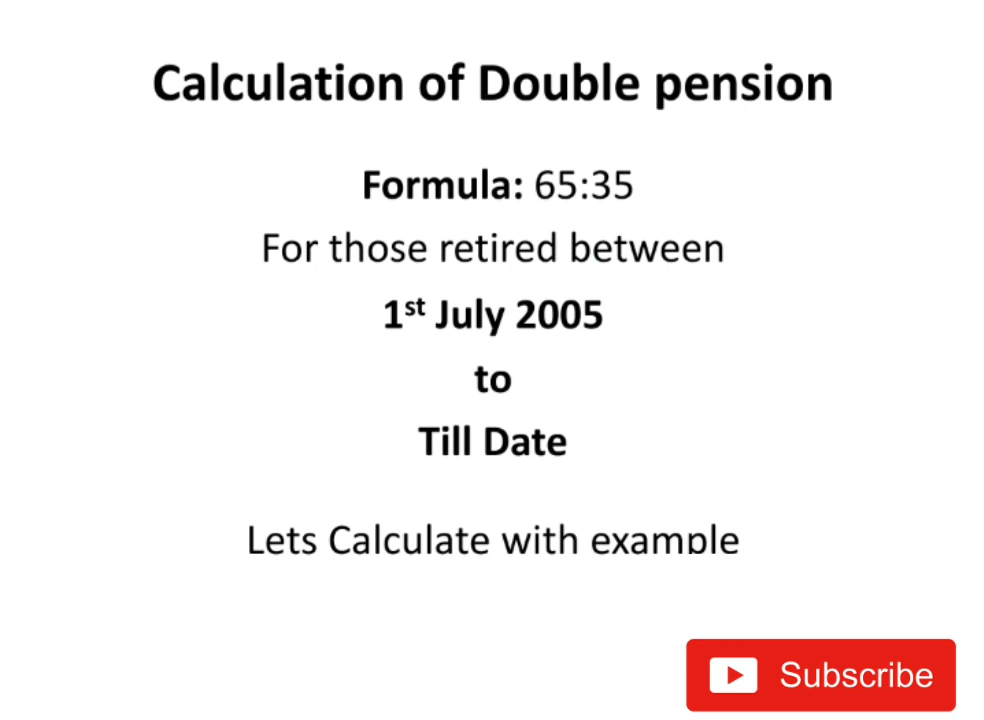 Calculation of Double pension
Formula: 65:35
For those retired between
1st July 2005
to
Till Date
Lets Calculate with example
Subscribe